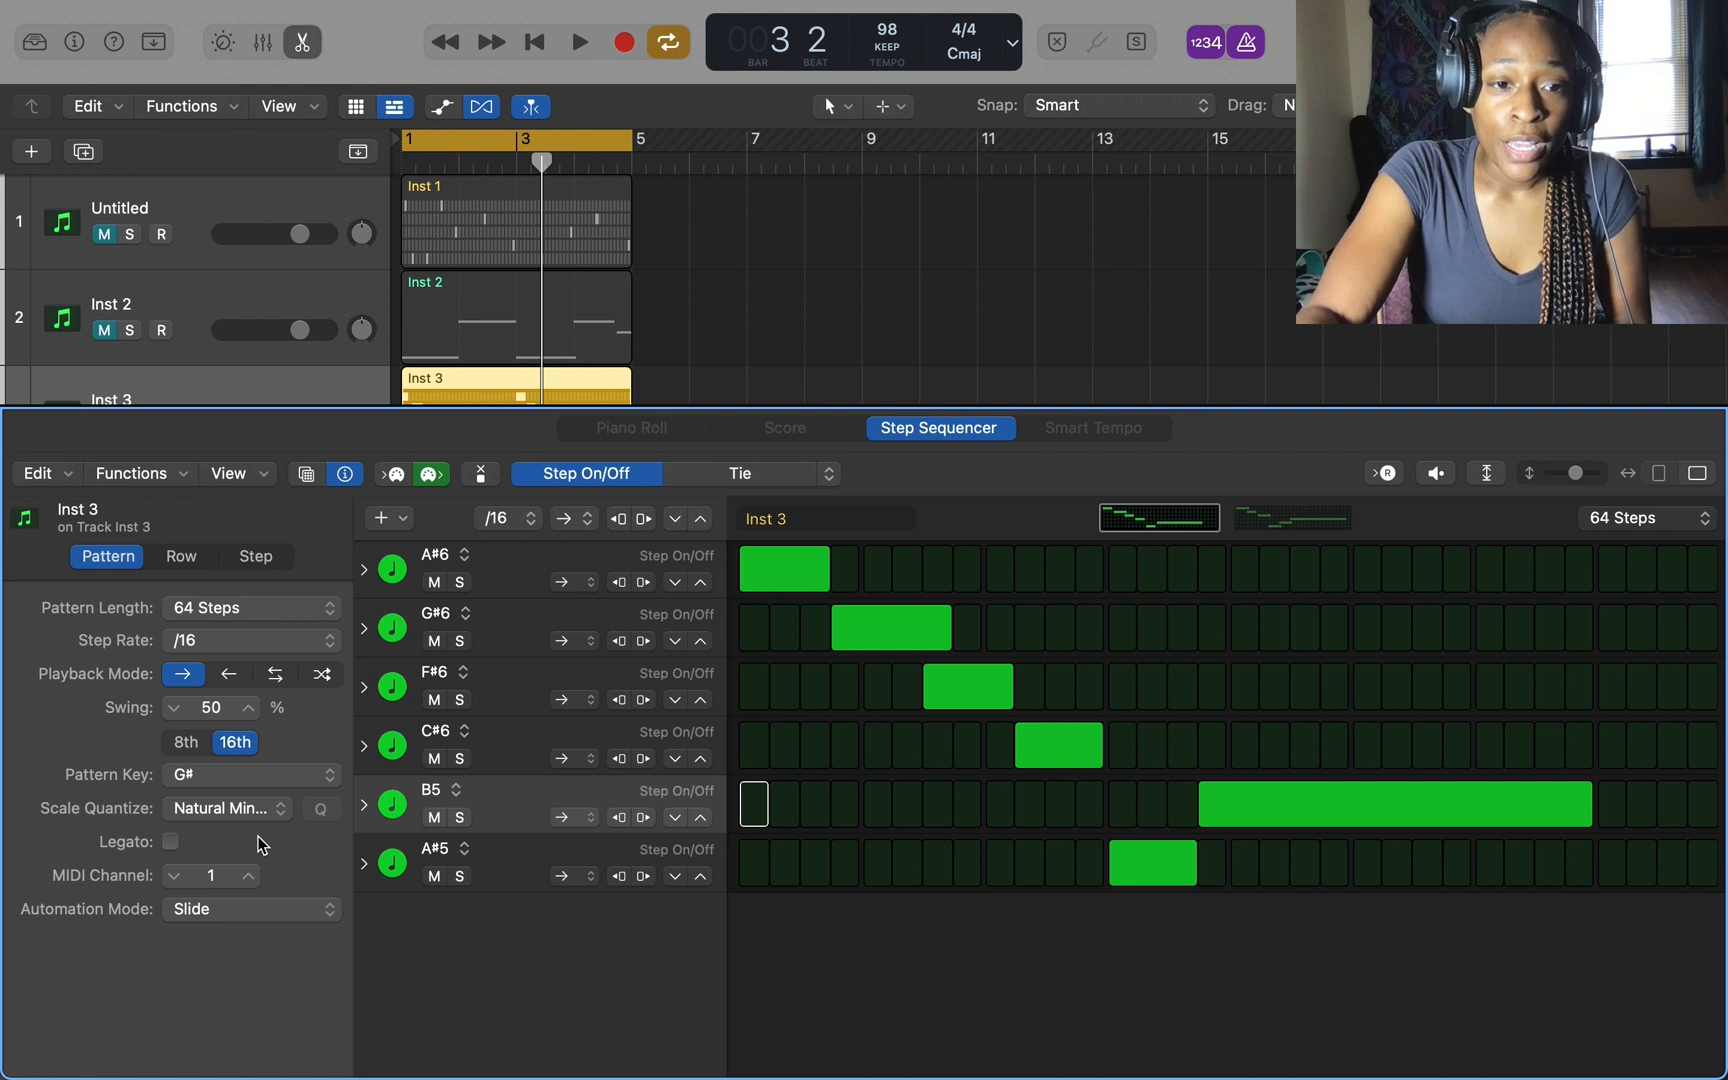 003 2
BAR BEAT
98
KEEP
TEMPO
4/4
Cmaj
S
1234
Edit Functions View Snap: Smart Drag: N
1 3 5 7 9 11 13 15
1 Untitled
M S R
Inst 1
2 Inst 2
M S R
Inst 2
Inst 3
Inst 3
Piano Roll Score Step Sequencer Smart Tempo
Edit Functions View Step On/Off Tie
R
Inst 3
on Track Inst 3
/16
Inst 3
64 Steps
Pattern Row Step
Pattern Length: 64 Steps
Step Rate: /16
Playback Mode:
Swing: 50 %
8th 16th
Pattern Key: G#
Scale Quantize: Natural Min... Q
Legato:
MIDI Channel: 1
Automation Mode: Slide
A#6 Step On/Off
M S
G#6 Step On/Off
M S
F#6 Step On/Off
M S
C#6 Step On/Off
M S
B5 Step On/Off
M S
A#5 Step On/Off
M S